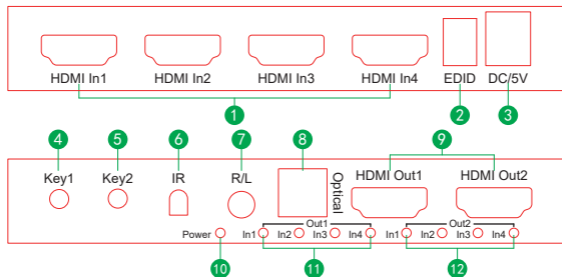 HDMI In1 HDMI In2 HDMI In3 HDMI In4 EDID DC/5V
1 2 3
4 5 6 7 8 9
Key1 Key2 IR R/L Optical HDMI Out1 HDMI Out2
Out1 Out2
Power In1 In2 In3 In4 In1 In2 In3 In4
10 11 12